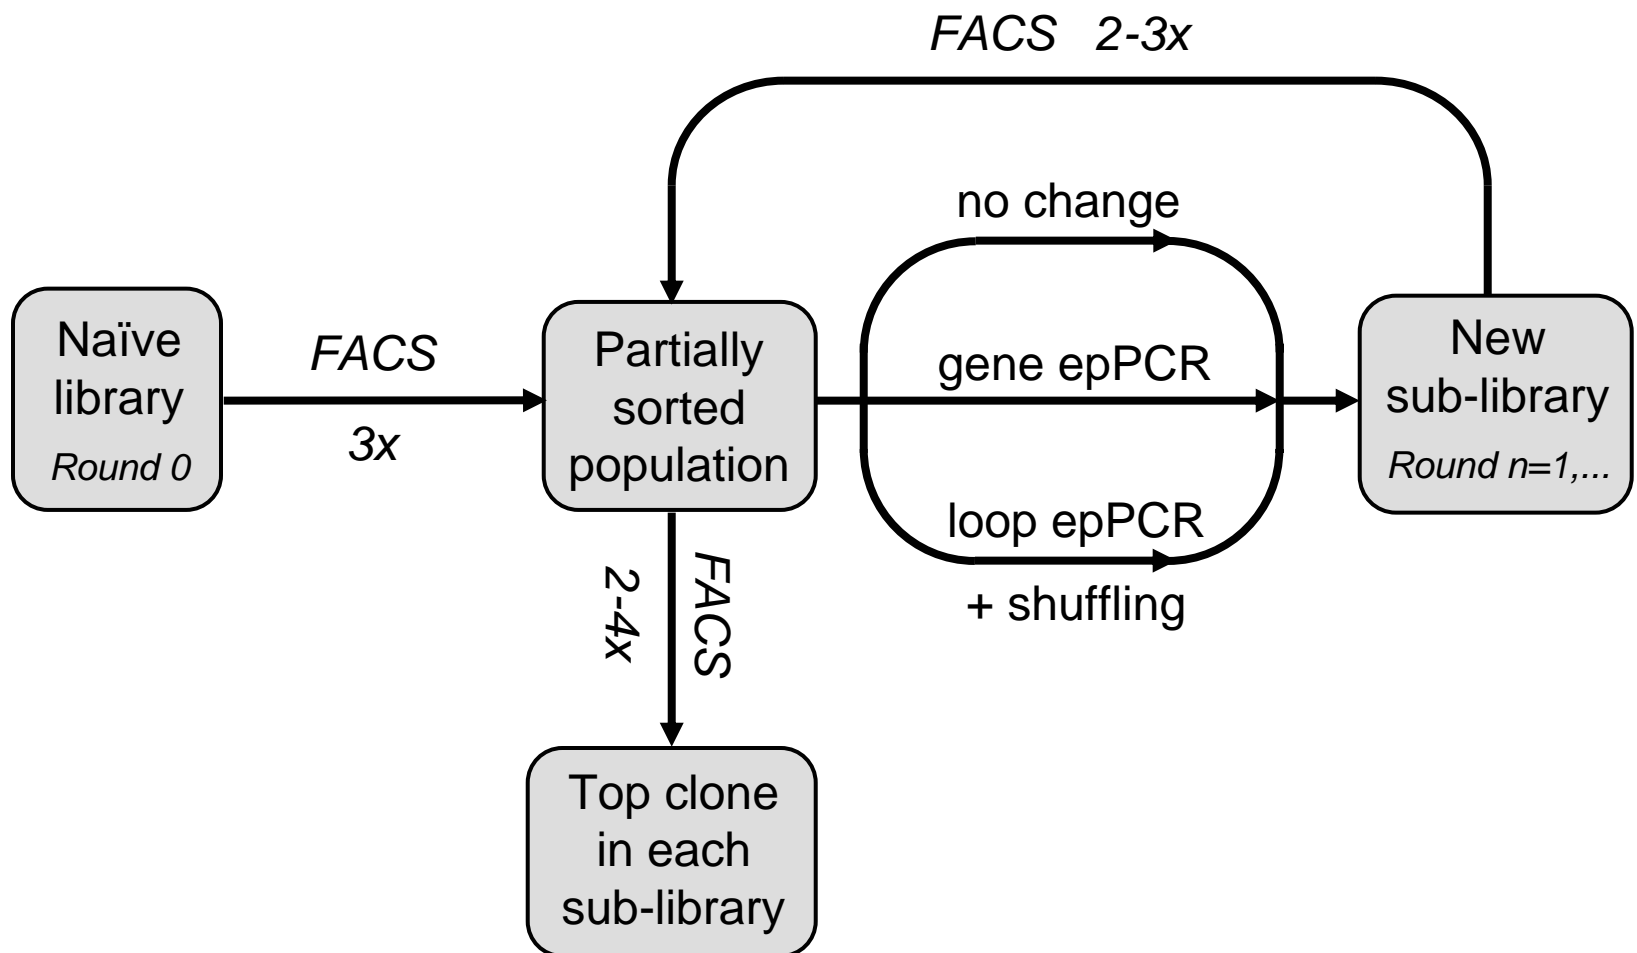 FACS 2-3x
no change
Naïve
library
Round 0
FACS
3x
Partially
sorted
population
gene epPCR
loop epPCR
+ shuffling
New
sub-library
Round n=1,...
FACS
2-4x
Top clone
in each
sub-library